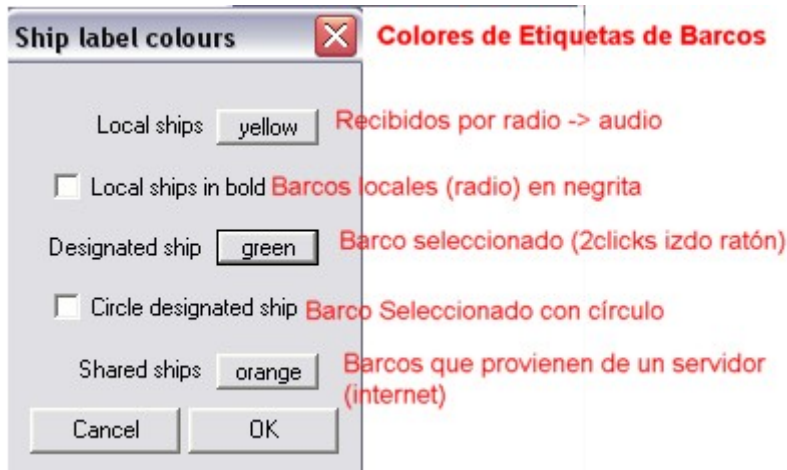 Ship label colours
Colores de Etiquetas de Barcos
Local ships yellow
Recibidos por radio -> audio
Local ships in bold
Barcos locales (radio) en negrita
Designated ship green
Barco seleccionado (2clicks izdo ratón)
Circle designated ship
Barco Seleccionado con círculo
Shared ships orange
Barcos que provienen de un servidor
(internet)
Cancel OK